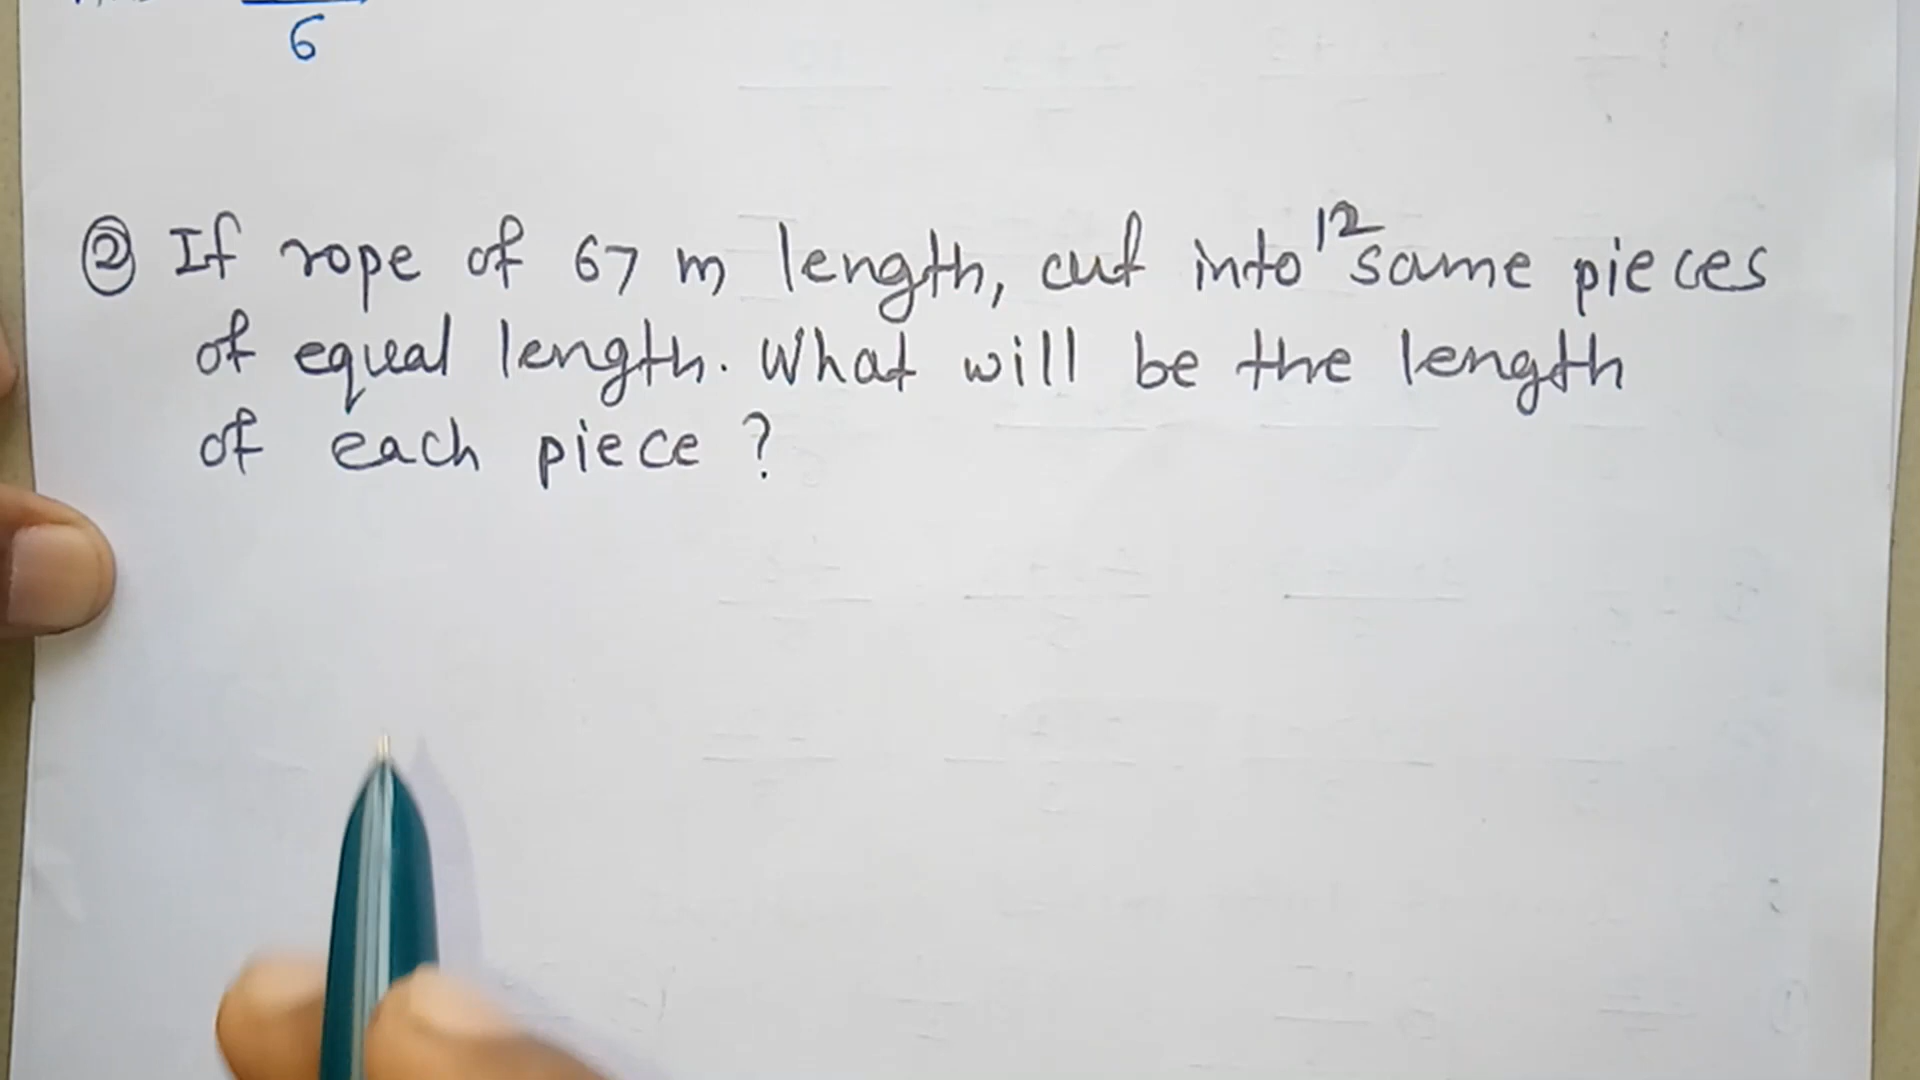 6
② If rope of 67 m length, cut into 12 same pieces
of equal length. What will be the length
of each piece ?